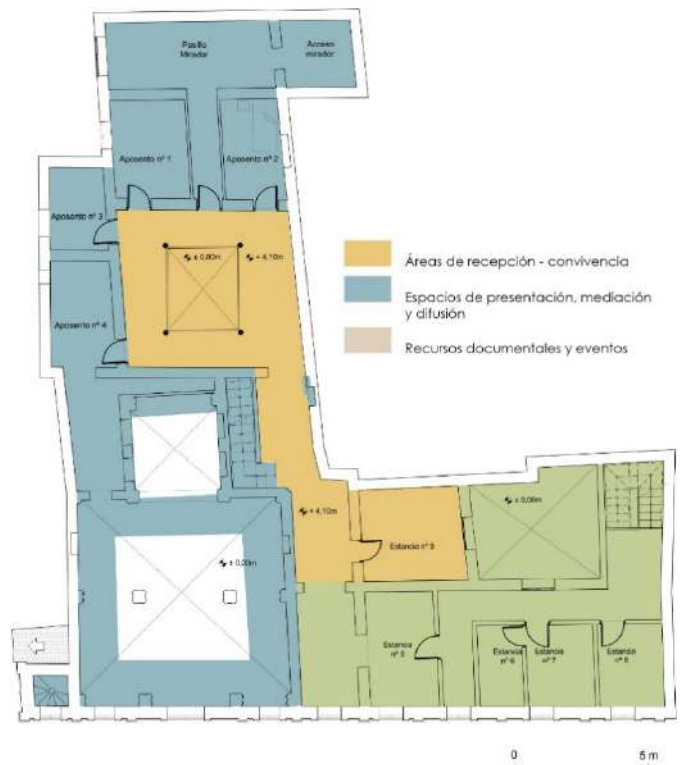 Pasillo
Mirador
Acceso
mirador
Aposento nº 1
Aposento nº 2
Aposento nº 3
± 0,00m
+ 4,10m
Aposento nº 4
Áreas de recepción - convivencía
Espacios de presentación, mediación
y difusión
Recursos documentales y eventos
± 0,00m
+ 4,10m
Estancia nº 9
± 0,00m
Estancia
nº 5
Estancia
nº 6
Estancia
nº 7
Estancia
nº 8
0
5 m